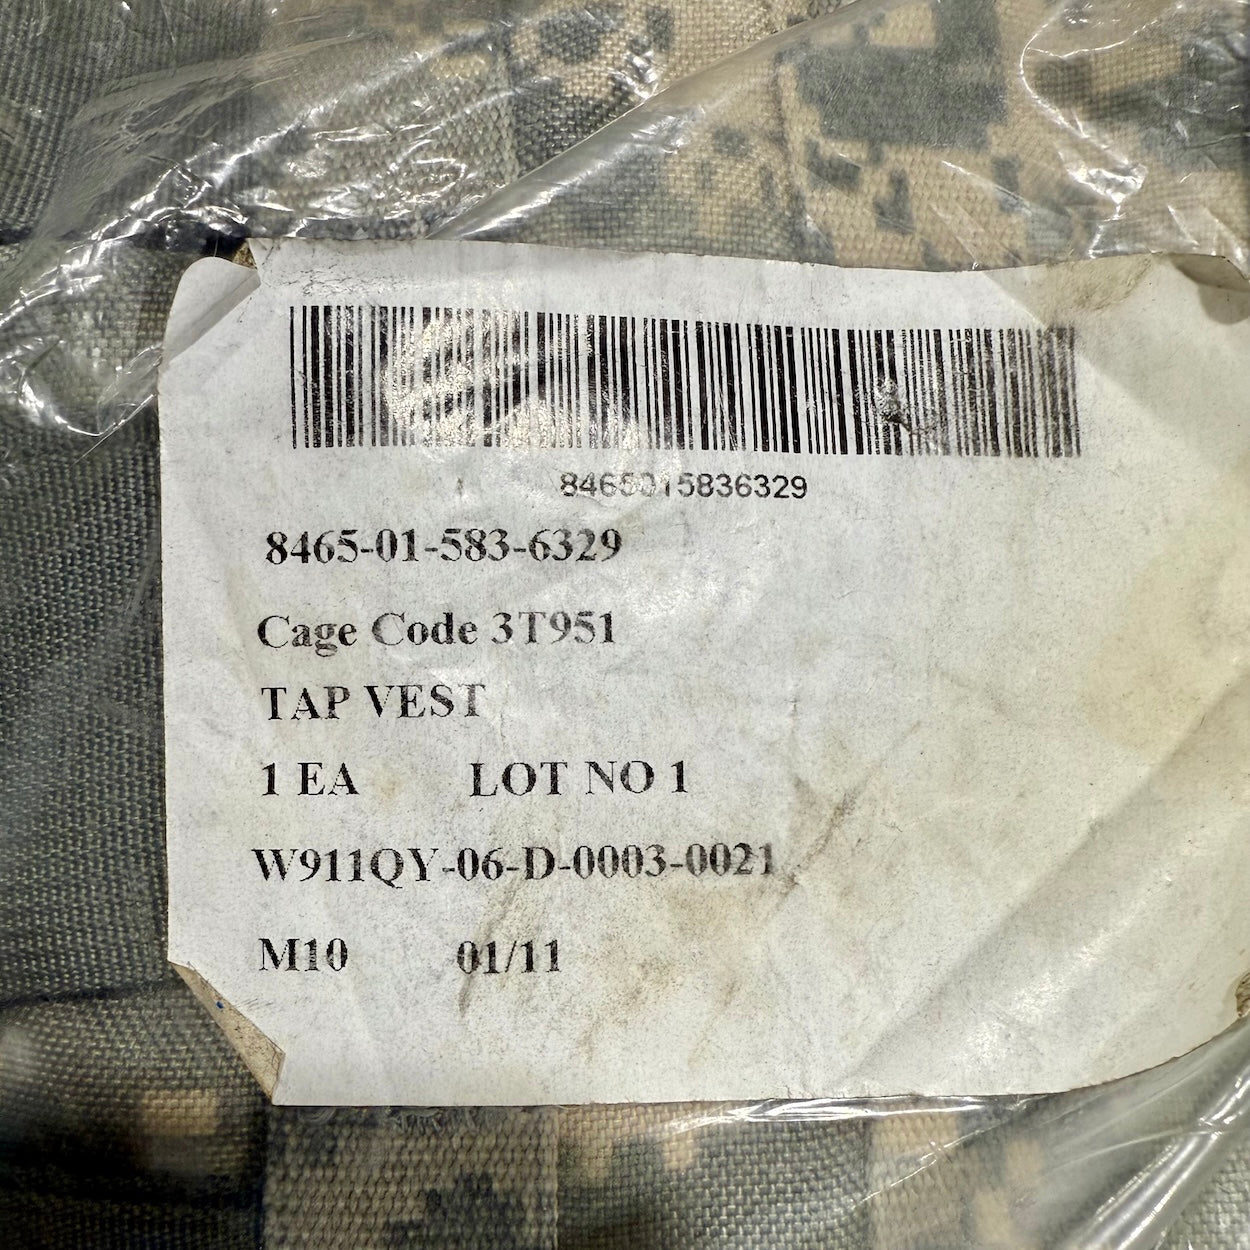 8465015836329
8465-01-583-6329
Cage Code 3T951
TAP VEST
1 EA LOT NO 1
W911QY-06-D-0003-0021
M10 01/11